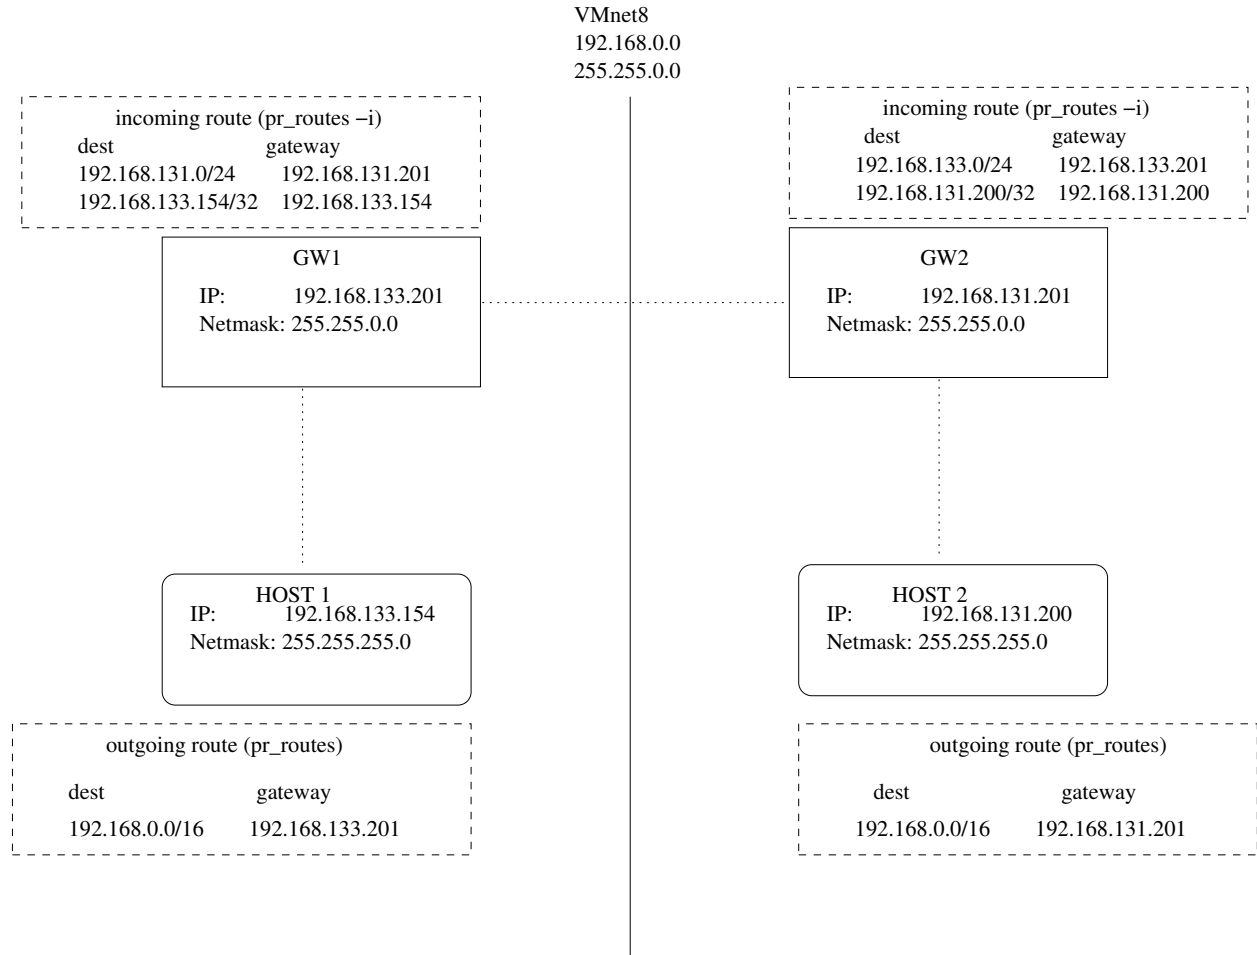 VMnet8
192.168.0.0
255.255.0.0
incoming route (pr_routes −i)
dest gateway
192.168.131.0/24 192.168.131.201
192.168.133.154/32 192.168.133.154
incoming route (pr_routes −i)
dest gateway
192.168.133.0/24 192.168.133.201
192.168.131.200/32 192.168.131.200
GW1
IP: 192.168.133.201
Netmask: 255.255.0.0
GW2
IP: 192.168.131.201
Netmask: 255.255.0.0
HOST 1
IP: 192.168.133.154
Netmask: 255.255.255.0
HOST 2
IP: 192.168.131.200
Netmask: 255.255.255.0
outgoing route (pr_routes)
dest gateway
192.168.0.0/16 192.168.133.201
outgoing route (pr_routes)
dest gateway
192.168.0.0/16 192.168.131.201